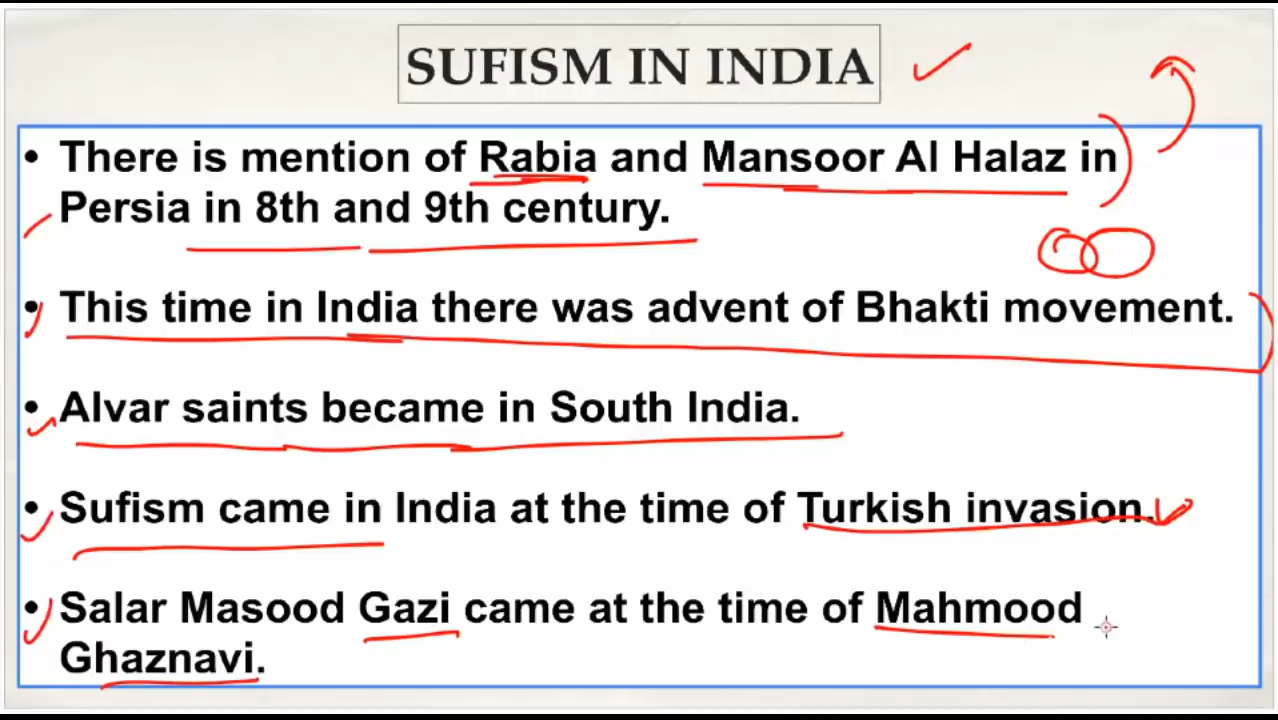 SUFISM IN INDIA
• There is mention of Rabia and Mansoor Al Halaz in
Persia in 8th and 9th century.
• This time in India there was advent of Bhakti movement.
• Alvar saints became in South India.
• Sufism came in India at the time of Turkish invasion.
• Salar Masood Gazi came at the time of Mahmood
Ghaznavi.